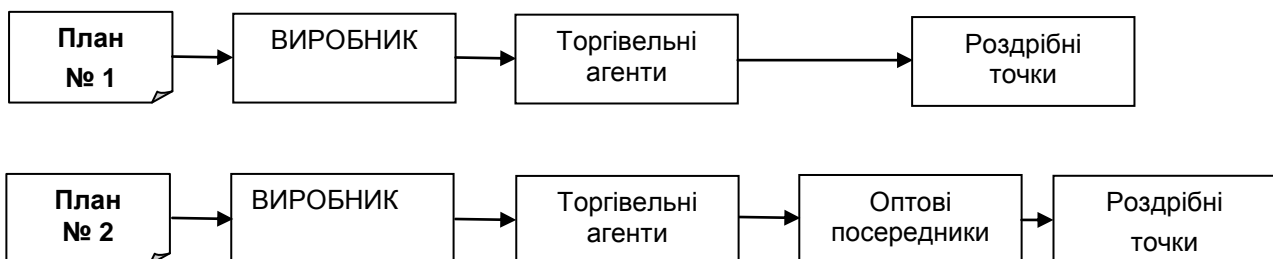 План
№ 1
ВИРОБНИК
Торгівельні
агенти
Роздрібні
точки
План
№ 2
ВИРОБНИК
Торгівельні
агенти
Оптові
посередники
Роздрібні
точки